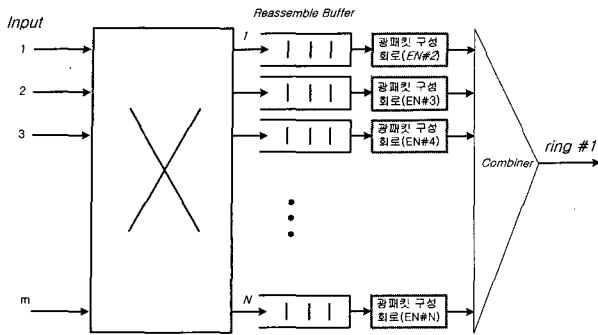 Reassemble Buffer
Input
1
2
3
m
1
N
광패킷 구성
회로(EN#2)
광패킷 구성
회로(EN#3)
광패킷 구성
회로(EN#4)
광패킷 구성
회로(EN#N)
Combiner
ring #1